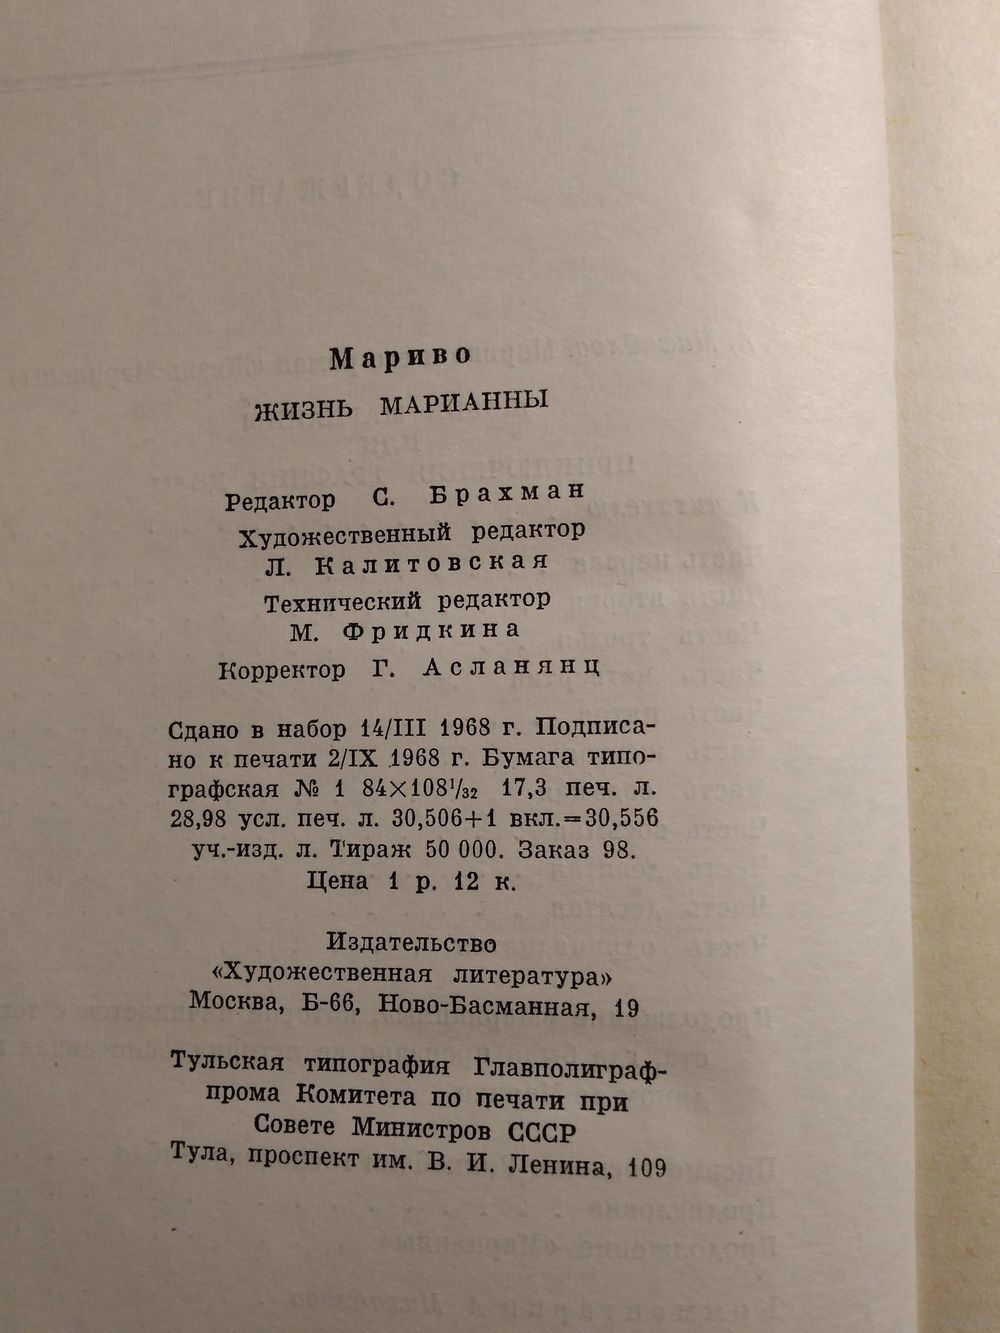 Мариво
ЖИЗНЬ МАРИАННЫ
Редактор С. Брахман
Художественный редактор
Л. Калитовская
Технический редактор
М. Фридкина
Корректор Г. Асланянц
Сдано в набор 14/III 1968 г. Подписа-
но к печати 2/IX 1968 г. Бумага типо-
графская № 1 84×108¹/₃₂ 17,3 печ. л.
28,98 усл. печ. л. 30,506+1 вкл.=30,556
уч.-изд. л. Тираж 50 000. Заказ 98.
Цена 1 р. 12 к.
Издательство
«Художественная литература»
Москва, Б-66, Ново-Басманная, 19
Тульская типография Главполиграф-
прома Комитета по печати при
Совете Министров СССР
Тула, проспект им. В. И. Ленина, 109